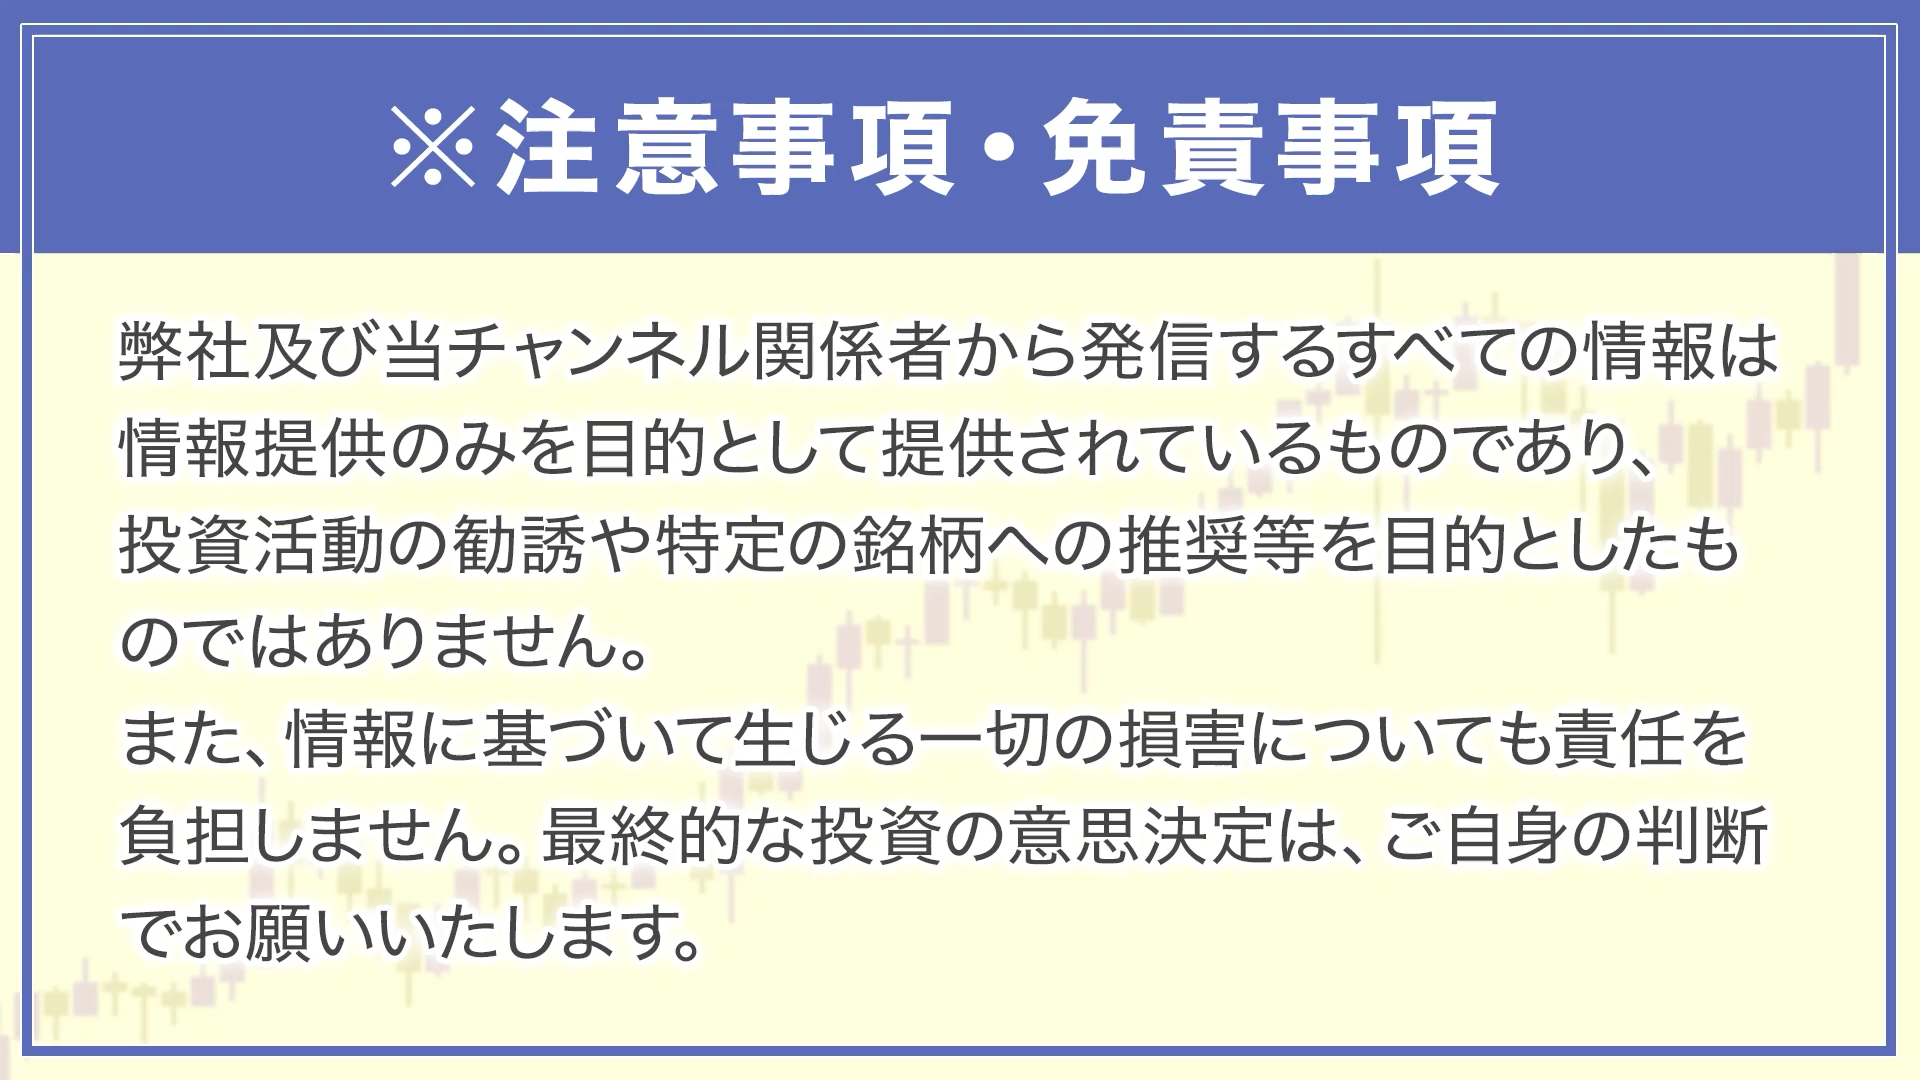 ※注意事項・免責事項
弊社及び当チャンネル関係者から発信するすべての情報は
情報提供のみを目的として提供されているものであり、
投資活動の勧誘や特定の銘柄への推奨等を目的としたも
のではありません。
また、情報に基づいて生じる一切の損害についても責任を
負担しません。最終的な投資の意思決定は、ご自身の判断
でお願いいたします。